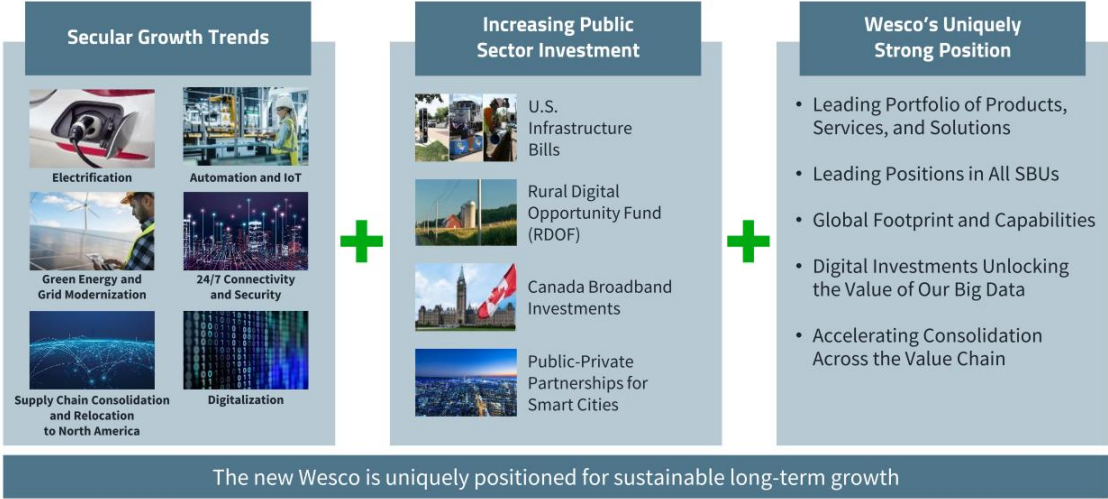 Secular Growth Trends
Electrification
Automation and IoT
Green Energy and
Grid Modernization
24/7 Connectivity
and Security
Supply Chain Consolidation
and Relocation
to North America
Digitalization
Increasing Public
Sector Investment
U.S.
Infrastructure
Bills
Rural Digital
Opportunity Fund
(RDOF)
Canada Broadband
Investments
Public-Private
Partnerships for
Smart Cities
Wesco's Uniquely
Strong Position
• Leading Portfolio of Products,
Services, and Solutions
• Leading Positions in All SBUs
• Global Footprint and Capabilities
• Digital Investments Unlocking
the Value of Our Big Data
• Accelerating Consolidation
Across the Value Chain
The new Wesco is uniquely positioned for sustainable long-term growth